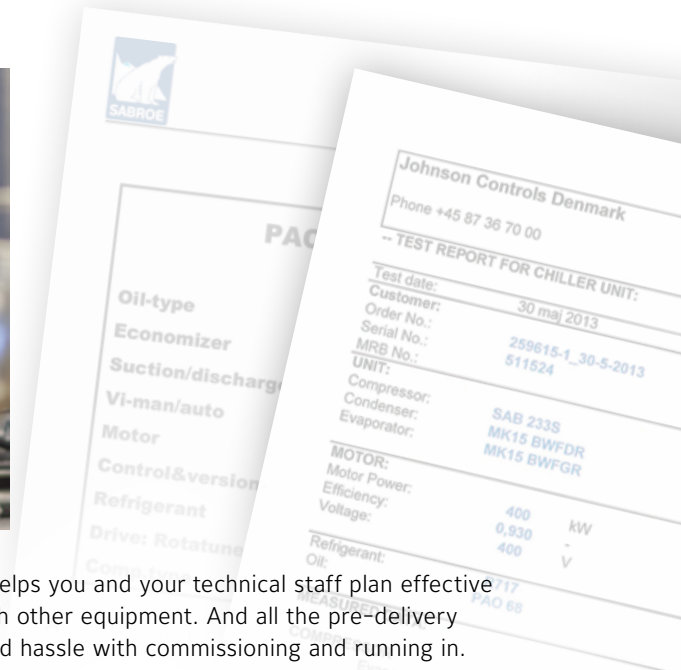 SABROE
PAC
Oil-type
Economizer
Suction/discharge
Vi-man/auto
Motor
Control&version
Refrigerant
Drive: Rotatune
Johnson Controls Denmark
Phone +45 87 36 70 00
-- TEST REPORT FOR CHILLER UNIT:
Test date: 30 maj 2013
Customer:
Order No.: 259615-1_30-5-2013
Serial No.: 511524
MRB No.:
UNIT:
Compressor: SAB 233S
Condenser: MK15 BWFDR
Evaporator: MK15 BWFGR
MOTOR:
Motor Power: 400 kW
Efficiency: 0,930 -
Voltage: 400 V
Refrigerant: R717
Oil: PAO 68
MEASURED
elps you and your technical staff plan effective
h other equipment. And all the pre-delivery
d hassle with commissioning and running in.